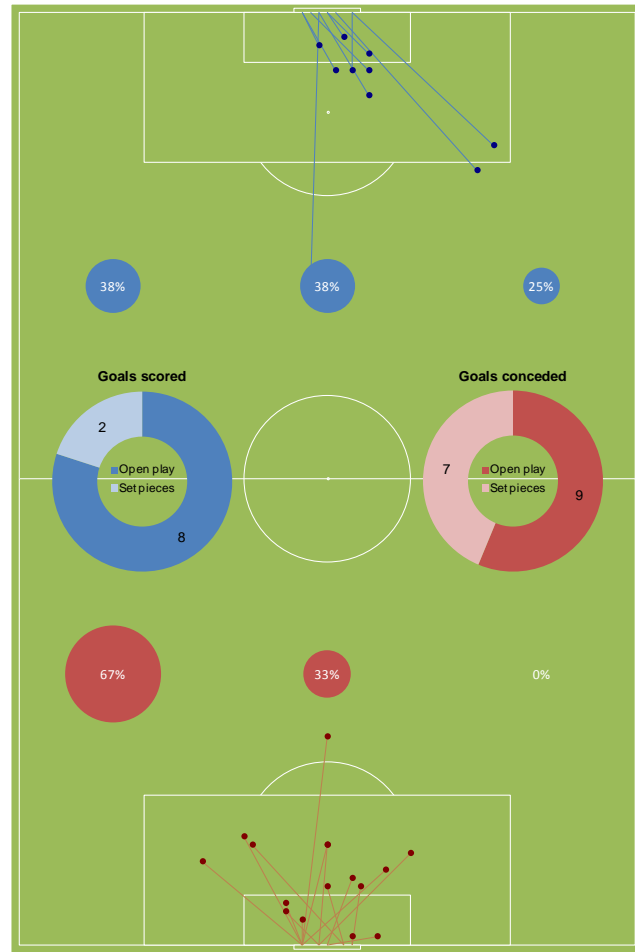 38%
38%
25%
Goals scored
Goals conceded
2
Open play
Set pieces
8
7
Open play
Set pieces
9
67%
33%
0%